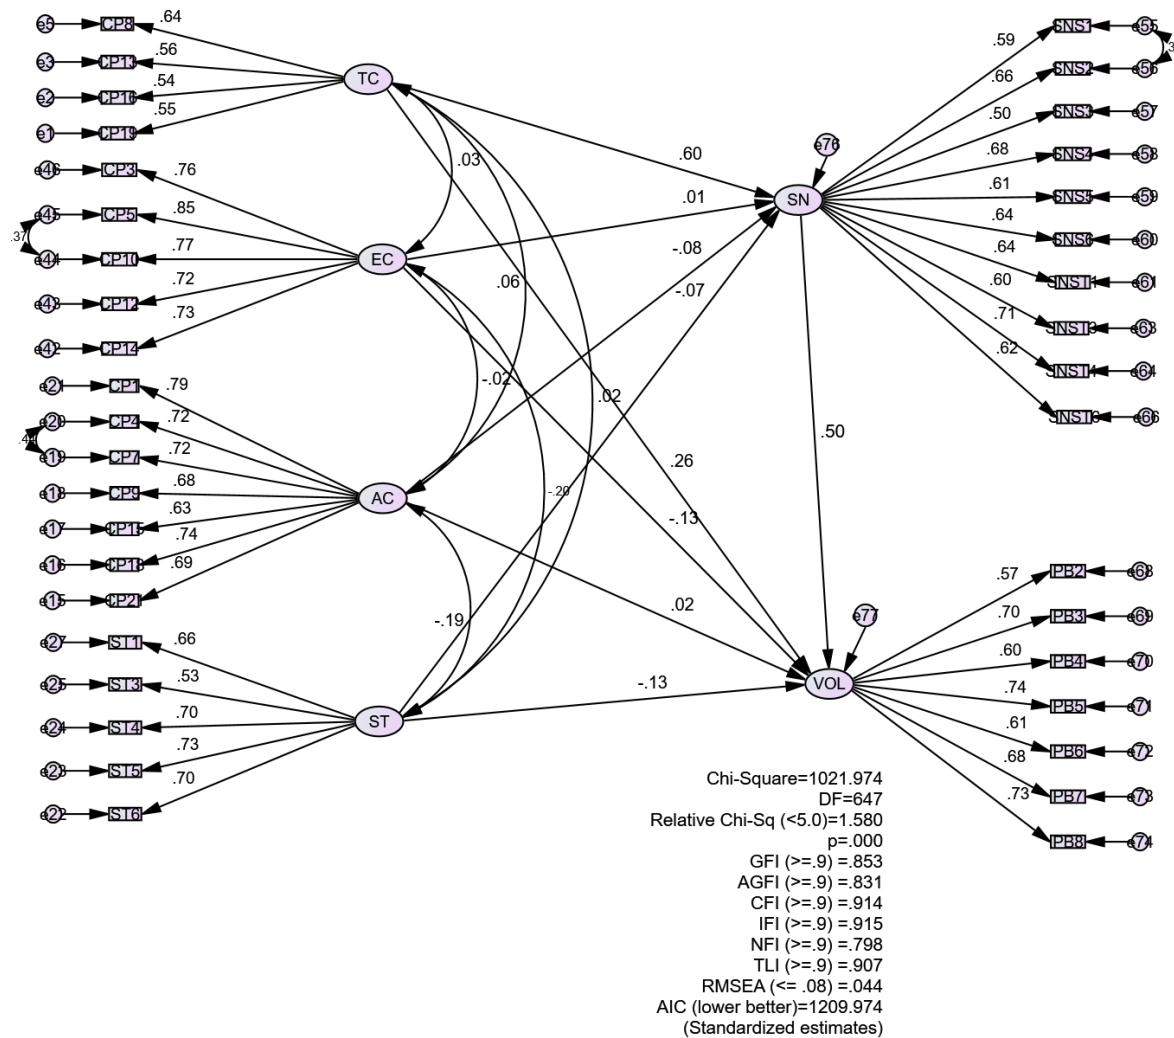 e5 CP8 .64
e3 CP13 .56
e2 CP16 .54
e1 CP19 .55
TC
e46 CP3 .76
e45 CP5 .85
.37
e44 CP10 .77
e43 CP12 .72
e42 CP14 .73
EC
e21 CP1 .79
e20 CP4 .72
.44
e19 CP7 .72
e18 CP9 .68
e17 CP15 .63
e16 CP18 .74
e15 CP21 .69
AC
e27 ST1 .66
e25 ST3 .53
e24 ST4 .70
e23 ST5 .73
e22 ST6 .70
ST
.03
.06
-.02
.02
-.20
-.19
.60
.01
-.08
-.07
.26
-.13
.02
-.13
.50
e76
SN
.59 SNS1 e55
.66 SNS2 e56
.50 SNS3 e57
.68 SNS4 e58
.61 SNS5 e59
.64 SNS6 e60
.64 SNS11 e61
.60 SNS13 e63
.71 SNS14 e64
.62 e66
e77
VOL
.57 PB2 e68
.70 PB3 e69
.60 PB4 e70
.74 PB5 e71
.61 PB6 e72
.68 PB7 e73
.73 PB8 e74
Chi-Square=1021.974
DF=647
Relative Chi-Sq (<5.0)=1.580
p=.000
GFI (>=.9) =.853
AGFI (>=.9) =.831
CFI (>=.9) =.914
IFI (>=.9) =.915
NFI (>=.9) =.798
TLI (>=.9) =.907
RMSEA (<= .08) =.044
AIC (lower better)=1209.974
(Standardized estimates)